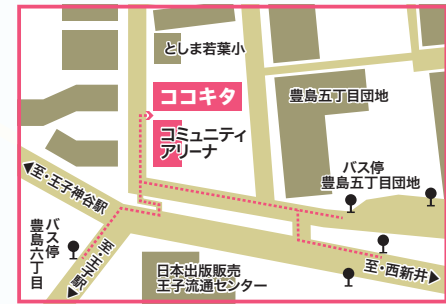 としま若葉小
ココキタ
豊島五丁目団地
コミュニティ
アリーナ
バス停
豊島五丁目団地
◀至・王子神谷駅
バス停
豊島六丁目
至・王子駅▶
日本出版販売
王子流通センター
至・西新井▶